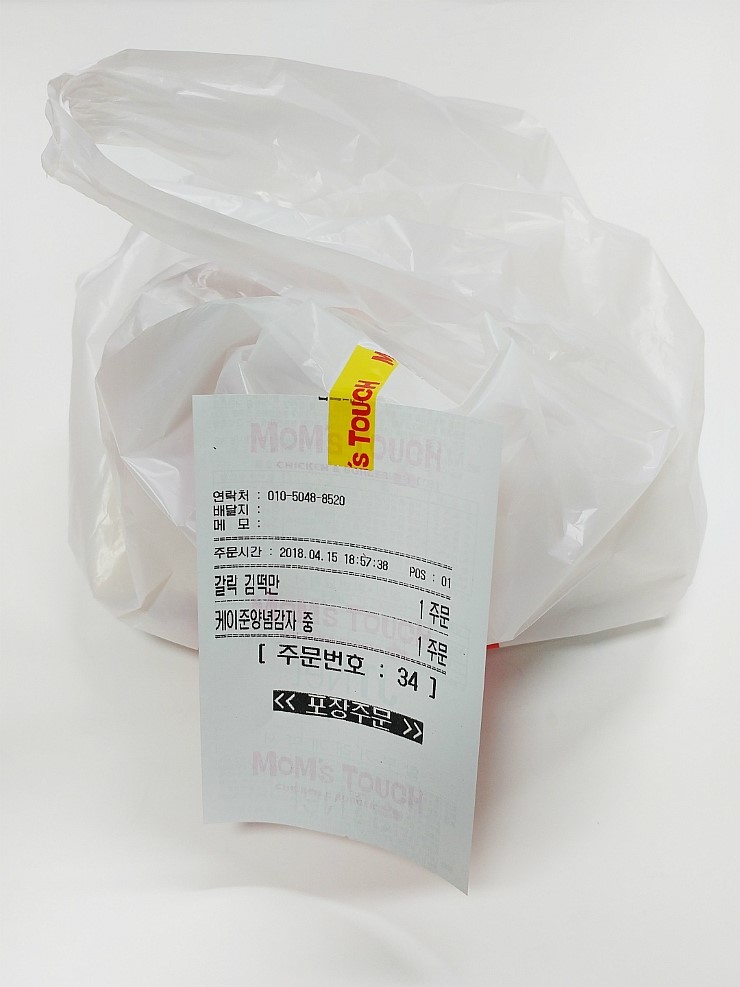 MOM'S TOUCH
M
's TOUCH
연락처 : 010-5048-8520
배달지 :
메 모 :
주문시간 : 2018.04.15 18:57:38 POS : 01
갈릭 김떡만 1 주문
케이준양념감자 중 1 주문
[ 주문번호 : 34 ]
<< 포장주문 >>
MOM'S TOUCH